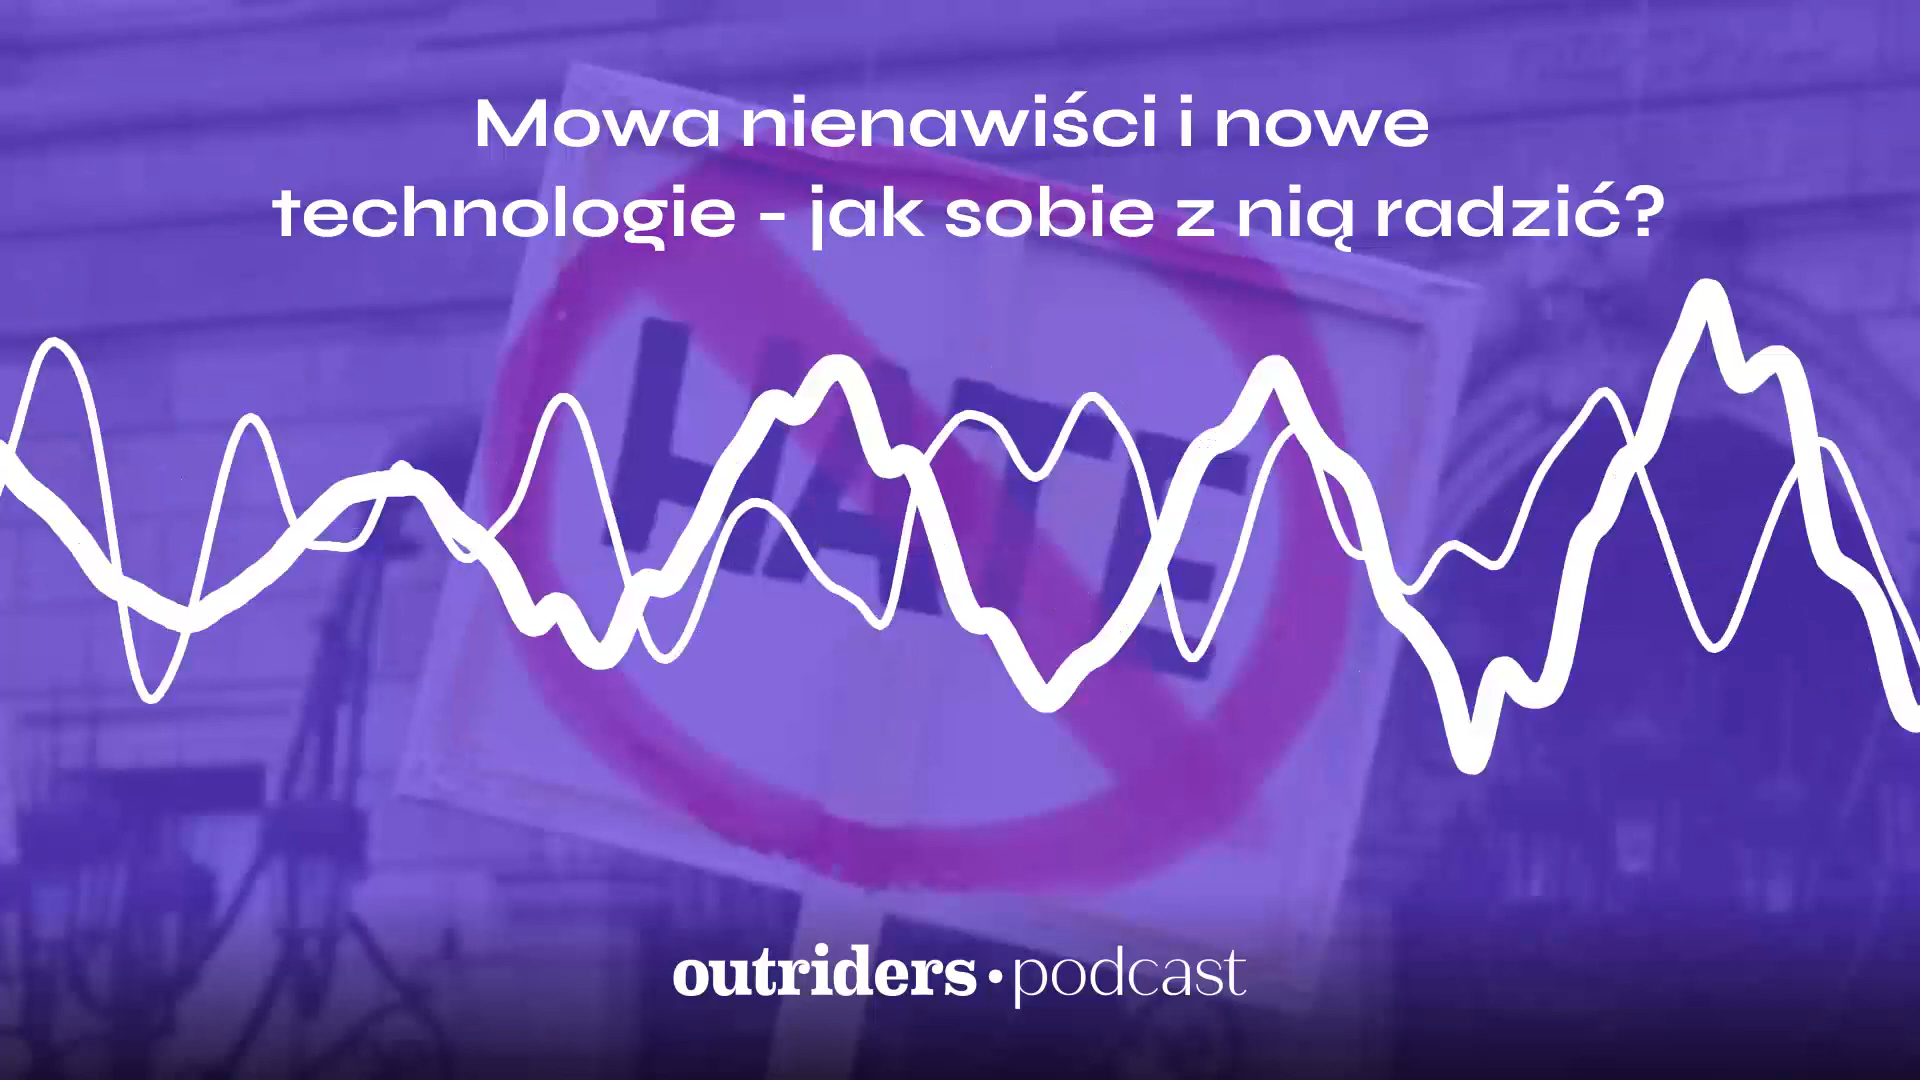 Mowa nienawiści i nowe
technologie - jak sobie z nią radzić?
HATE
outriders • podcast